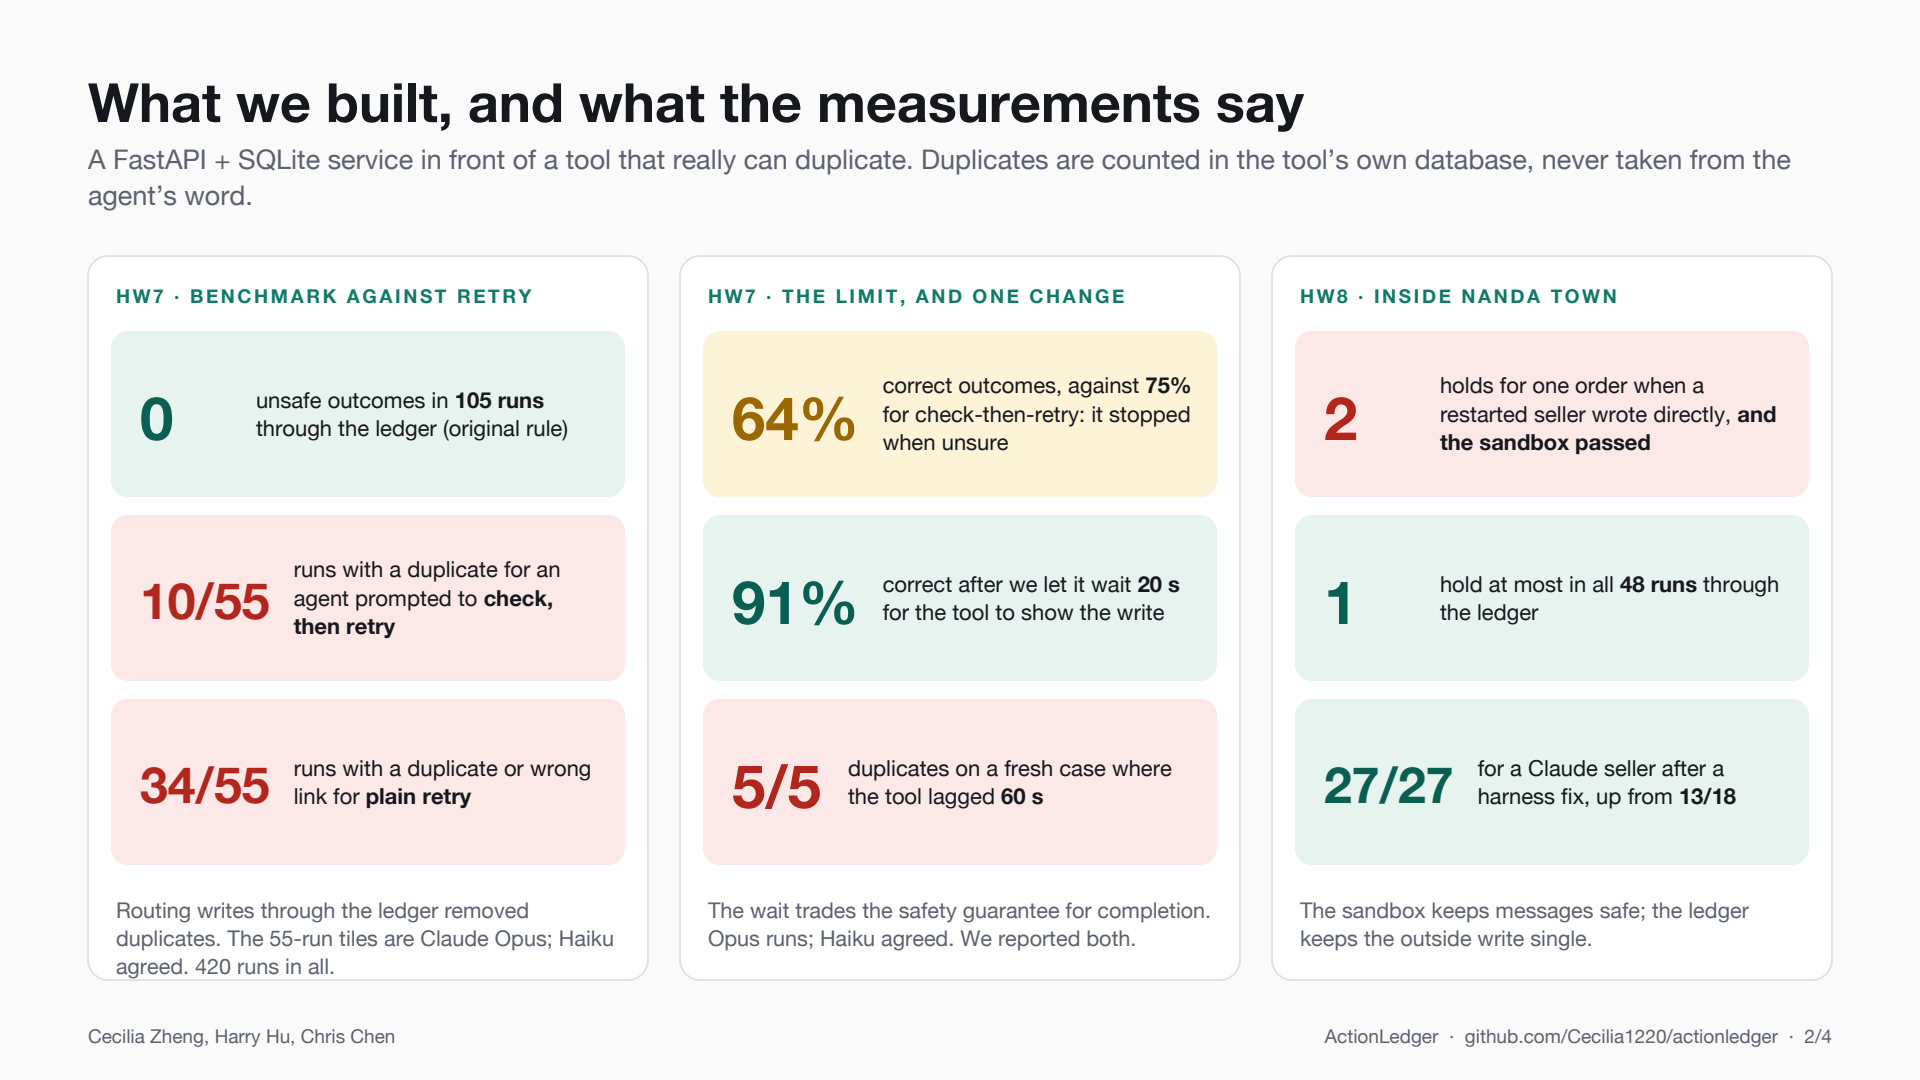 What we built, and what the measurements say
A FastAPI + SQLite service in front of a tool that really can duplicate. Duplicates are counted in the tool’s own database, never taken from the
agent’s word.
HW7 · BENCHMARK AGAINST RETRY
0
unsafe outcomes in 105 runs
through the ledger (original rule)
10/55
runs with a duplicate for an
agent prompted to check,
then retry
34/55
runs with a duplicate or wrong
link for plain retry
Routing writes through the ledger removed
duplicates. The 55-run tiles are Claude Opus; Haiku
agreed. 420 runs in all.
HW7 · THE LIMIT, AND ONE CHANGE
64%
correct outcomes, against 75%
for check-then-retry: it stopped
when unsure
91%
correct after we let it wait 20 s
for the tool to show the write
5/5
duplicates on a fresh case where
the tool lagged 60 s
The wait trades the safety guarantee for completion.
Opus runs; Haiku agreed. We reported both.
HW8 · INSIDE NANDA TOWN
2
holds for one order when a
restarted seller wrote directly, and
the sandbox passed
1
hold at most in all 48 runs through
the ledger
27/27
for a Claude seller after a
harness fix, up from 13/18
The sandbox keeps messages safe; the ledger
keeps the outside write single.
Cecilia Zheng, Harry Hu, Chris Chen
ActionLedger · github.com/Cecilia1220/actionledger · 2/4